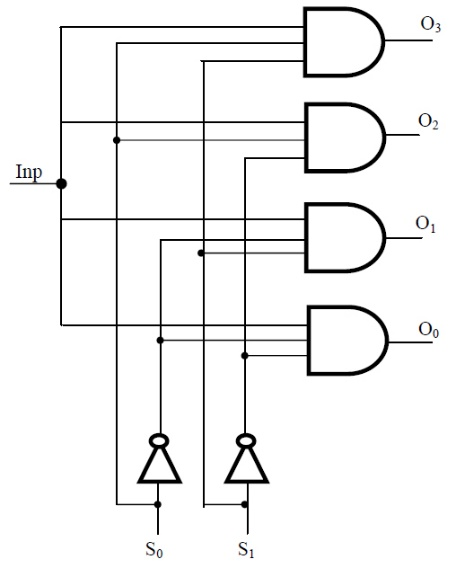 O₃
O₂
Inp
O₁
O₀
S₀ S₁